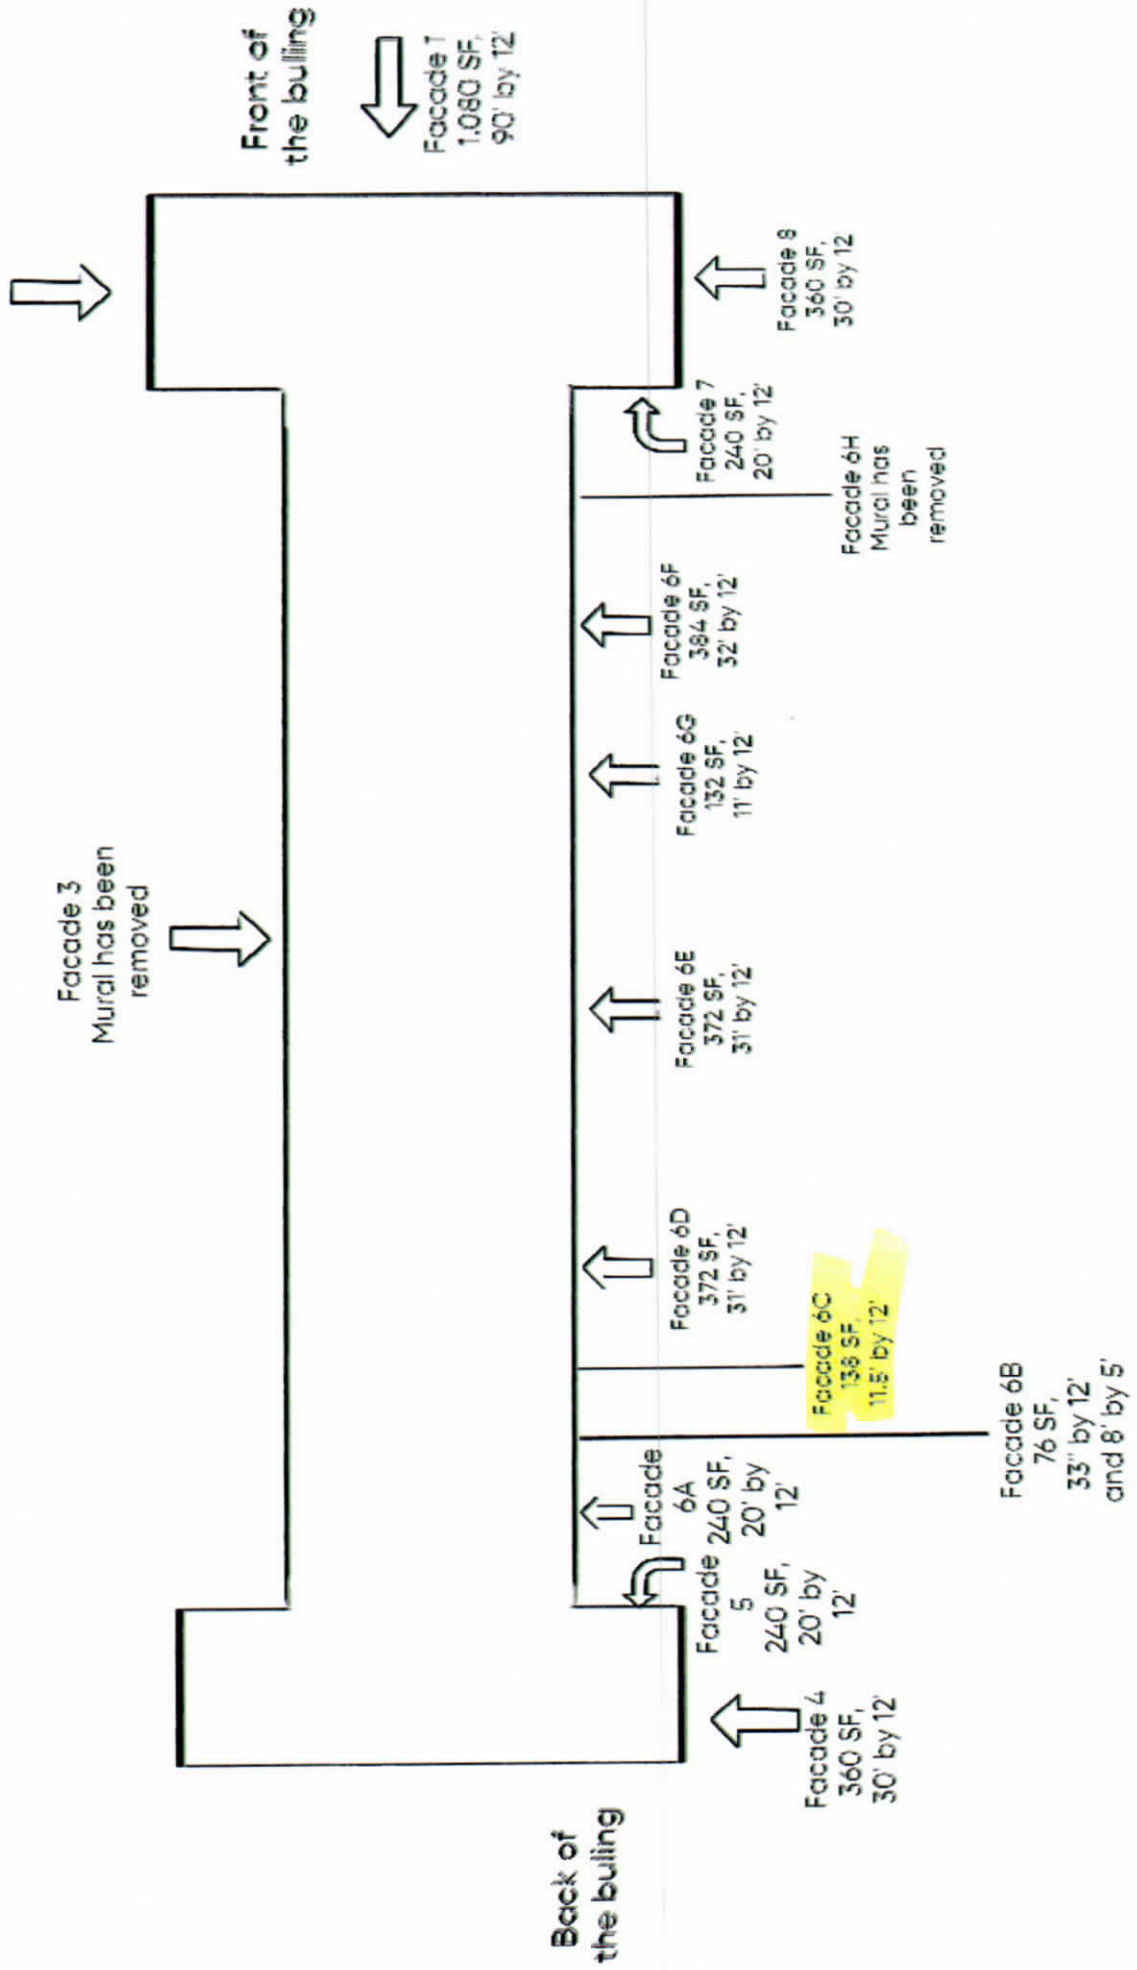 Front of
the bulling
Facade 1
1.080 SF,
90' by 12'
Facade 3
Mural has been
removed
Facade 8
360 SF,
30' by 12'
Facade 7
240 SF,
20' by 12'
Facade 6H
Mural has
been
removed
Facade 6F
384 SF,
32' by 12'
Facade 6G
132 SF,
11' by 12'
Facade 6E
372 SF,
31' by 12'
Facade 6D
372 SF,
31' by 12'
Facade 6C
138 SF,
11.5' by 12'
Facade 6B
76 SF,
33" by 12'
and 8' by 5'
Facade
6A
240 SF,
20' by
12'
Facade
5
240 SF,
20' by
12'
Facade 4
360 SF,
30' by 12'
Back of
the buling